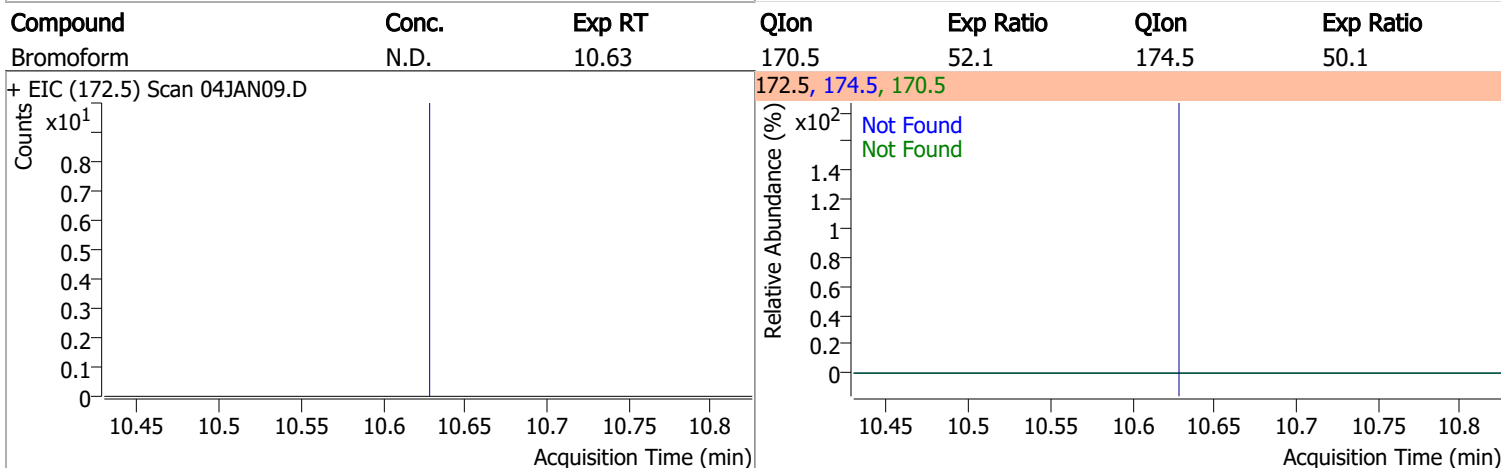 Compound Conc. Exp RT QIon Exp Ratio QIon Exp Ratio
Bromoform N.D. 10.63 170.5 52.1 174.5 50.1
+ EIC (172.5) Scan 04JAN09.D
Counts
x10¹
0.8
0.7
0.6
0.5
0.4
0.3
0.2
0.1
0
10.45 10.5 10.55 10.6 10.65 10.7 10.75 10.8
Acquisition Time (min)
172.5, 174.5, 170.5
Relative Abundance (%)
x10²
Not Found
Not Found
1.4
1.2
1
0.8
0.6
0.4
0.2
0
10.45 10.5 10.55 10.6 10.65 10.7 10.75 10.8
Acquisition Time (min)